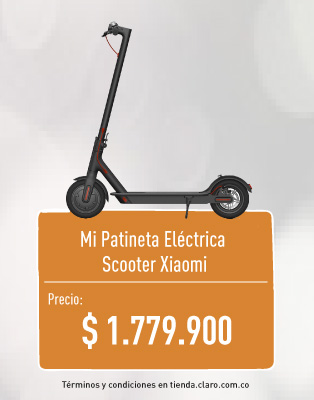 Mi Patineta Eléctrica
Scooter Xiaomi
Precio:
$ 1.779.900
Términos y condiciones en tienda.claro.com.co